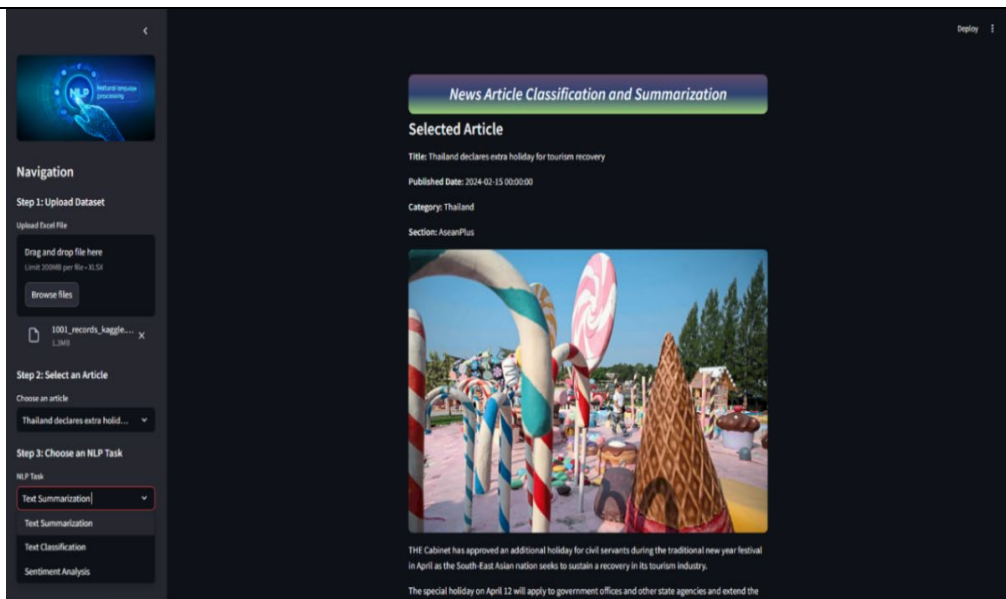 Deploy
NLP
Natural language
processing
Navigation
Step 1: Upload Dataset
Upload Excel File
Drag and drop file here
Limit 200MB per file • XLSX
Browse files
1001_records_kaggle...
1.3MB
Step 2: Select an Article
Choose an article
Thailand declares extra holid...
Step 3: Choose an NLP Task
NLP Task
Text Summarization
Text Summarization
Text Classification
Sentiment Analysis
News Article Classification and Summarization
Selected Article
Title: Thailand declares extra holiday for tourism recovery
Published Date: 2024-02-15 00:00:00
Category: Thailand
Section: AseanPlus
THE Cabinet has approved an additional holiday for civil servants during the traditional new year festival
in April as the South-East Asian nation seeks to sustain a recovery in its tourism industry.
The special holiday on April 12 will apply to government offices and other state agencies and extend the